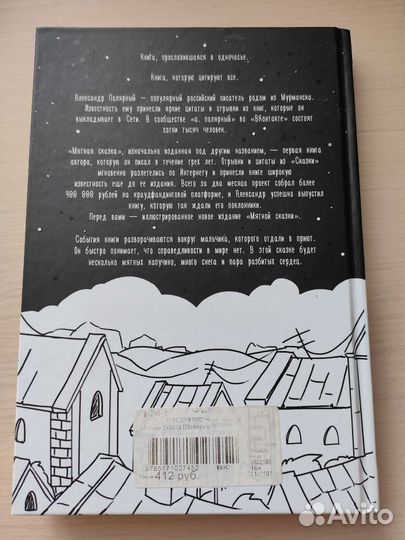 Книга, прославившаяся в одночасье.
Книга, которую цитируют все.
Александр Полярный — популярный российский писатель родом из Мурманска.
Известность ему принесли яркие цитаты и отрывки из книг, которые он
выкладывает в Сети. В сообществе «а. полярный» во «ВКонтакте» состоят
сотни тысяч человек.
«Мятная сказка», изначально изданная под другим названием, — первая книга
автора, которую он писал в течение трех лет. Отрывки и цитаты из «Сказки»
мгновенно разлетелись по Интернету и принесли книге широкую
известность еще до ее издания. Всего за два месяца проект собрал более
400 000 рублей на краудфандинговой платформе, и Александр успешно выпустил
книгу, которую так ждали его поклонники.
Перед вами — иллюстрированное новое издание «Мятной сказки».
События книги разворачиваются вокруг мальчика, которого отдали в приют.
Он быстро понимает, что справедливости в мире нет. В этой сказке будет
несколько мятных капучино, много снега и пара разбитых сердец.
Мятная сказка (Полярн
9785171027452
412 руб.
Avito